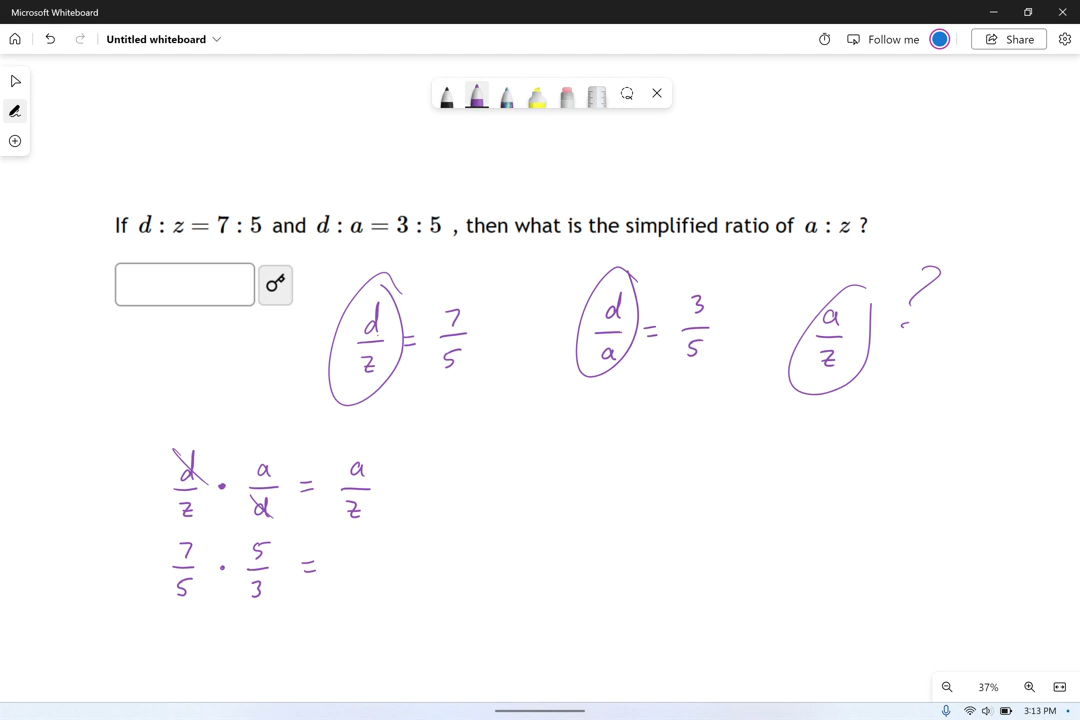 Microsoft Whiteboard
Untitled whiteboard
Follow me
Share
If d : z = 7 : 5 and d : a = 3 : 5 , then what is the simplified ratio of a : z ?
d/z = 7/5
d/a = 3/5
a/z ?
d/z · a/d = a/z
7/5 · 5/3 =
37%
3:13 PM